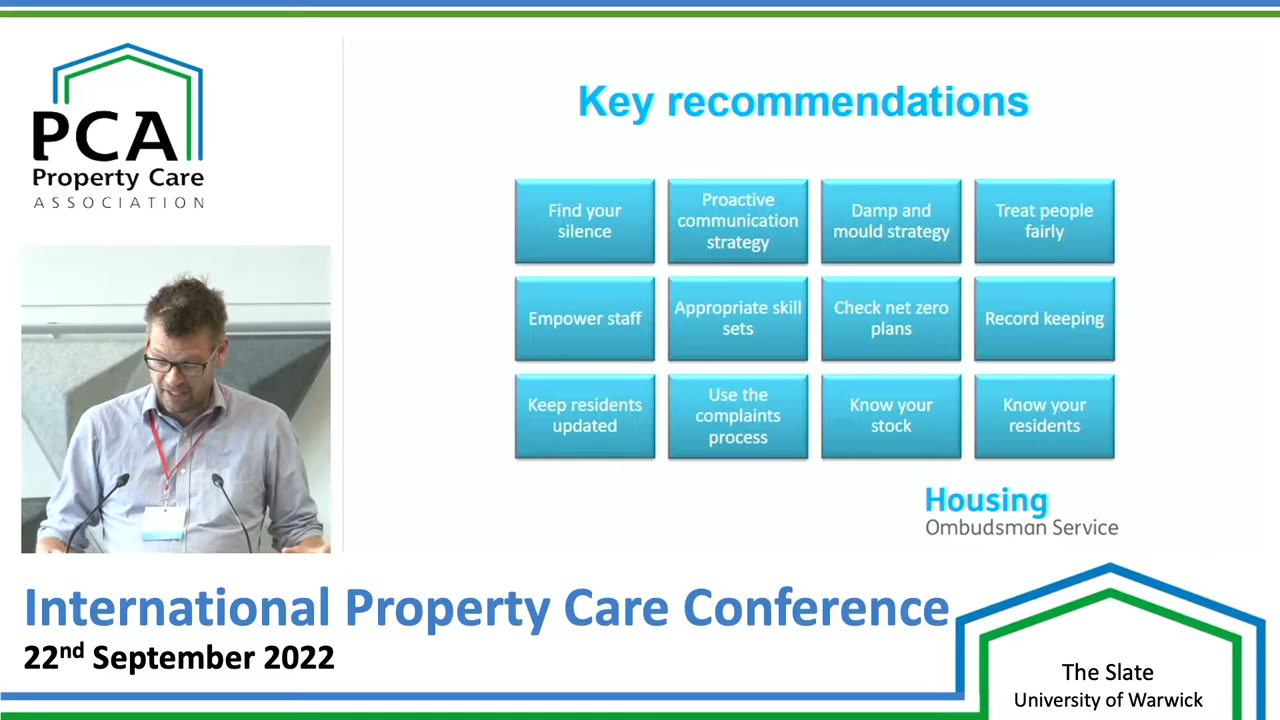 PCA
Property Care
ASSOCIATION
Key recommendations
Find your
silence
Proactive
communication
strategy
Damp and
mould strategy
Treat people
fairly
Empower staff
Appropriate skill
sets
Check net zero
plans
Record keeping
Keep residents
updated
Use the
complaints
process
Know your
stock
Know your
residents
Housing
Ombudsman Service
International Property Care Conference
22nd September 2022
The Slate
University of Warwick